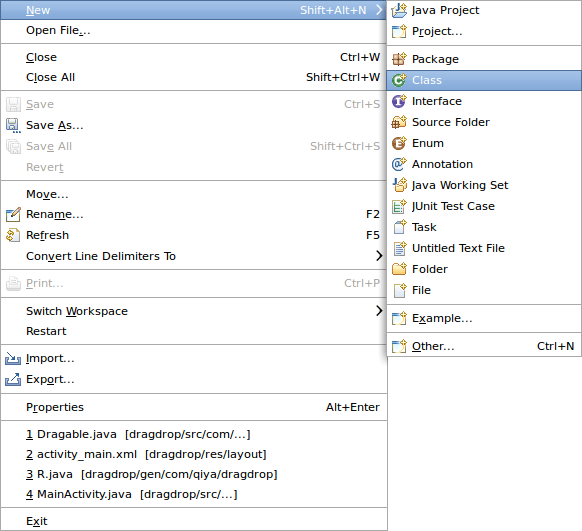 New Shift+Alt+N
Open File...
Close Ctrl+W
Close All Shift+Ctrl+W
Save Ctrl+S
Save As...
Save All Shift+Ctrl+S
Revert
Move...
Rename... F2
Refresh F5
Convert Line Delimiters To
Print... Ctrl+P
Switch Workspace
Restart
Import...
Export...
Properties Alt+Enter
1 Dragable.java [dragdrop/src/com/...]
2 activity_main.xml [dragdrop/res/layout]
3 R.java [dragdrop/gen/com/qiya/dragdrop]
4 MainActivity.java [dragdrop/src/...]
Exit
Java Project
Project...
Package
Class
Interface
Source Folder
Enum
Annotation
Java Working Set
JUnit Test Case
Task
Untitled Text File
Folder
File
Example...
Other... Ctrl+N